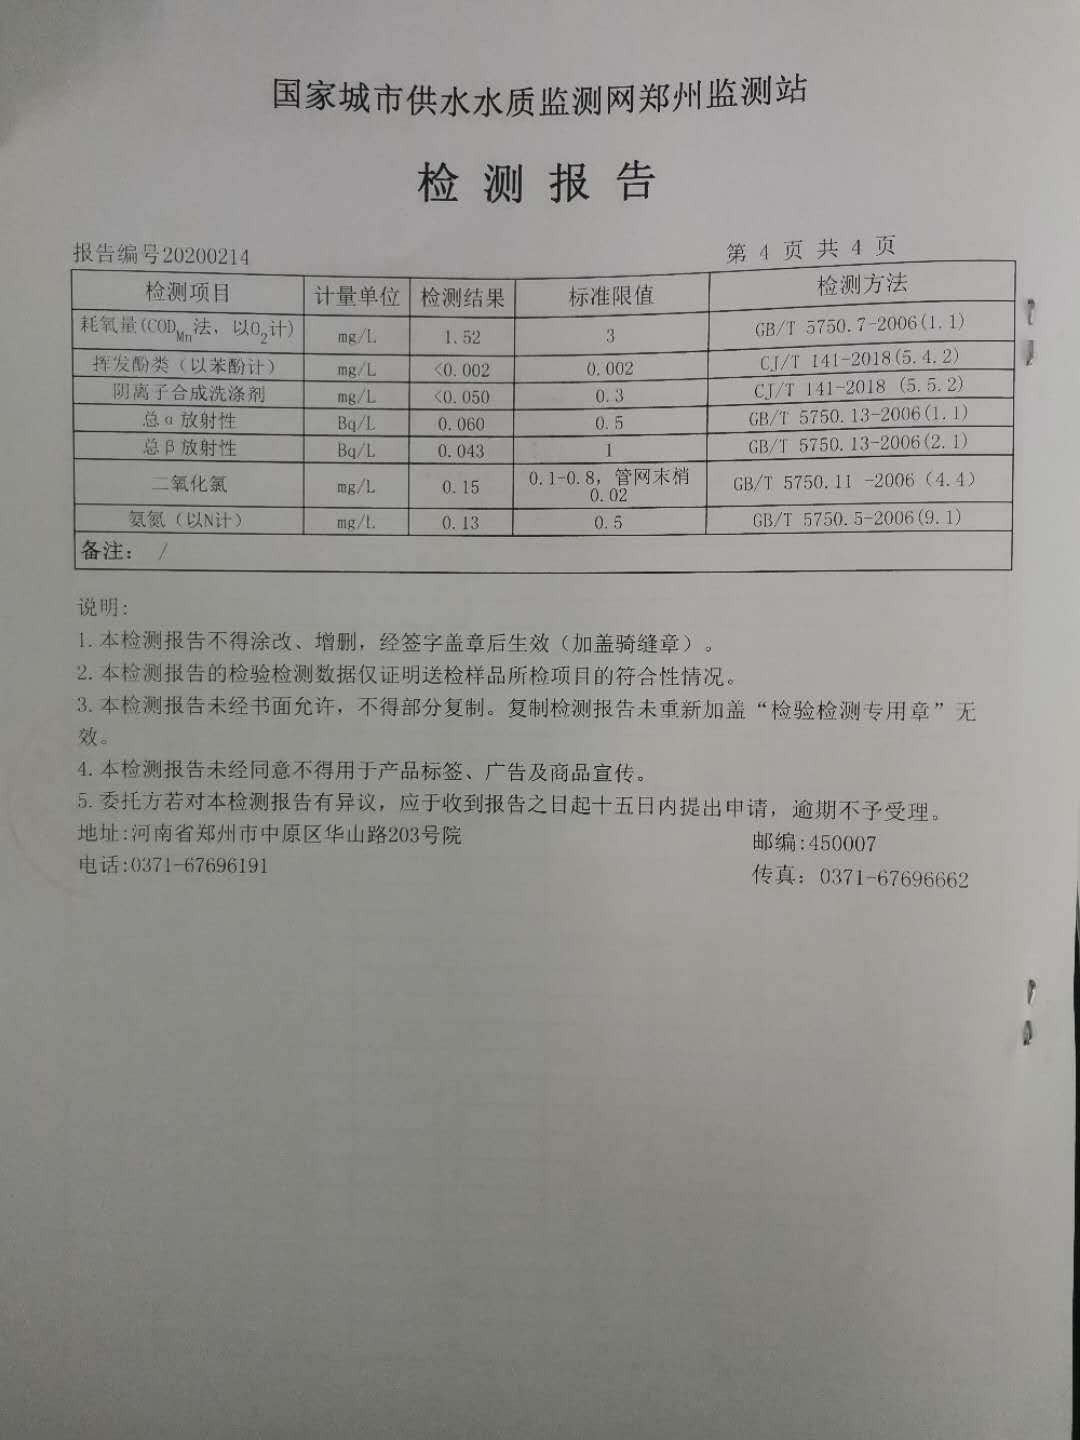 国家城市供水水质监测网郑州监测站
检测报告
报告编号20200214 第 4 页 共 4 页
检测项目 计量单位 检测结果 标准限值 检测方法
耗氧量(CODMn法，以O2计) mg/L 1.52 3 GB/T 5750.7-2006(1.1)
挥发酚类（以苯酚计） mg/L <0.002 0.002 CJ/T 141-2018(5.4.2)
阴离子合成洗涤剂 mg/L <0.050 0.3 CJ/T 141-2018 (5.5.2)
总α放射性 Bq/L 0.060 0.5 GB/T 5750.13-2006(1.1)
总β放射性 Bq/L 0.043 1 GB/T 5750.13-2006(2.1)
二氧化氯 mg/L 0.15 0.1-0.8，管网末梢
0.02 GB/T 5750.11 -2006（4.4）
氨氮（以N计） mg/L 0.13 0.5 GB/T 5750.5-2006(9.1)
备注： /
说明:
1.本检测报告不得涂改、增删，经签字盖章后生效（加盖骑缝章）。
2.本检测报告的检验检测数据仅证明送检样品所检项目的符合性情况。
3.本检测报告未经书面允许，不得部分复制。复制检测报告未重新加盖“检验检测专用章”无
效。
4.本检测报告未经同意不得用于产品标签、广告及商品宣传。
5.委托方若对本检测报告有异议，应于收到报告之日起十五日内提出申请，逾期不予受理。
地址:河南省郑州市中原区华山路203号院 邮编:450007
电话:0371-67696191 传真：0371-67696662